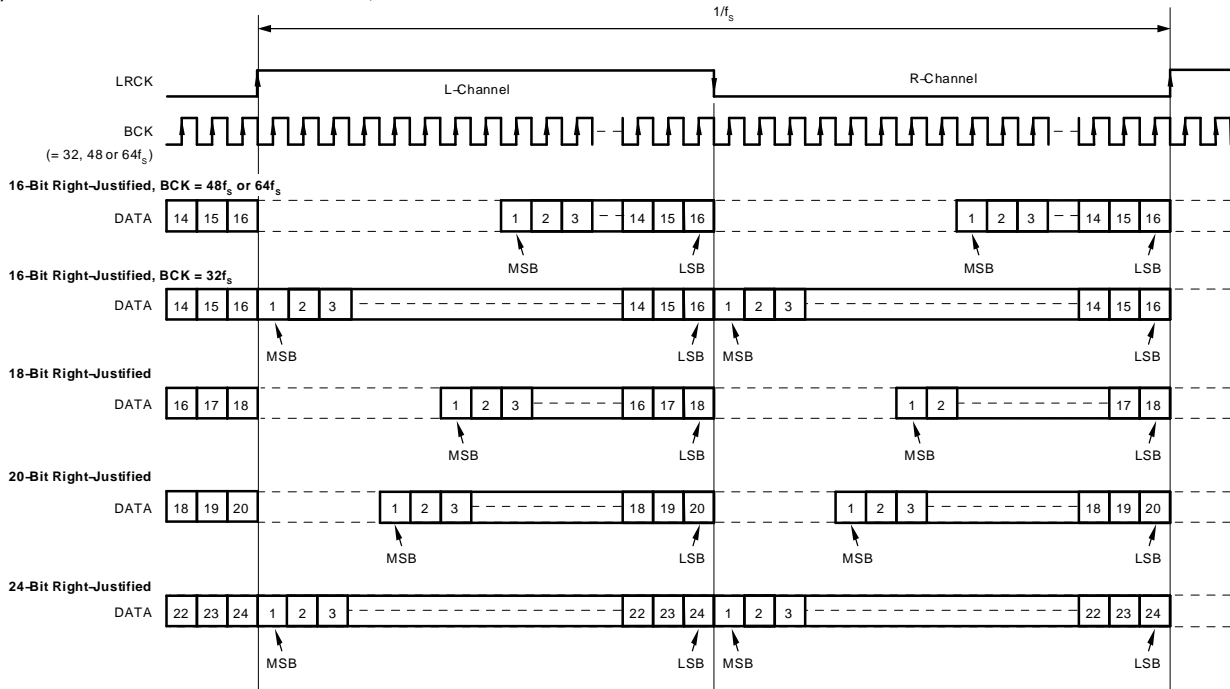 1/fS
LRCK
L-Channel
R-Channel
BCK
(= 32, 48 or 64fS)
16-Bit Right-Justified, BCK = 48fS or 64fS
DATA 14 15 16 1 2 3 14 15 16 1 2 3 14 15 16
MSB LSB MSB LSB
16-Bit Right-Justified, BCK = 32fS
DATA 14 15 16 1 2 3 14 15 16 1 2 3 14 15 16
MSB LSB MSB LSB
18-Bit Right-Justified
DATA 16 17 18 1 2 3 16 17 18 1 2 17 18
MSB LSB MSB LSB
20-Bit Right-Justified
DATA 18 19 20 1 2 3 18 19 20 1 2 3 18 19 20
MSB LSB MSB LSB
24-Bit Right-Justified
DATA 22 23 24 1 2 3 22 23 24 1 2 3 22 23 24
MSB LSB MSB LSB